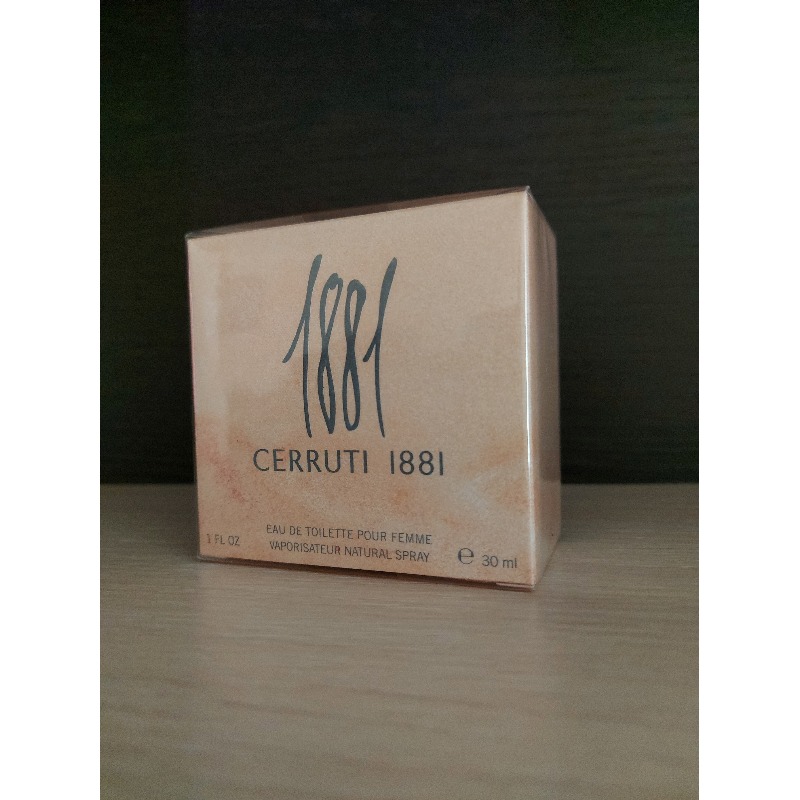 1881
CERRUTI 1881
EAU DE TOILETTE POUR FEMME
VAPORISATEUR NATURAL SPRAY
1 FL OZ
℮ 30 ml